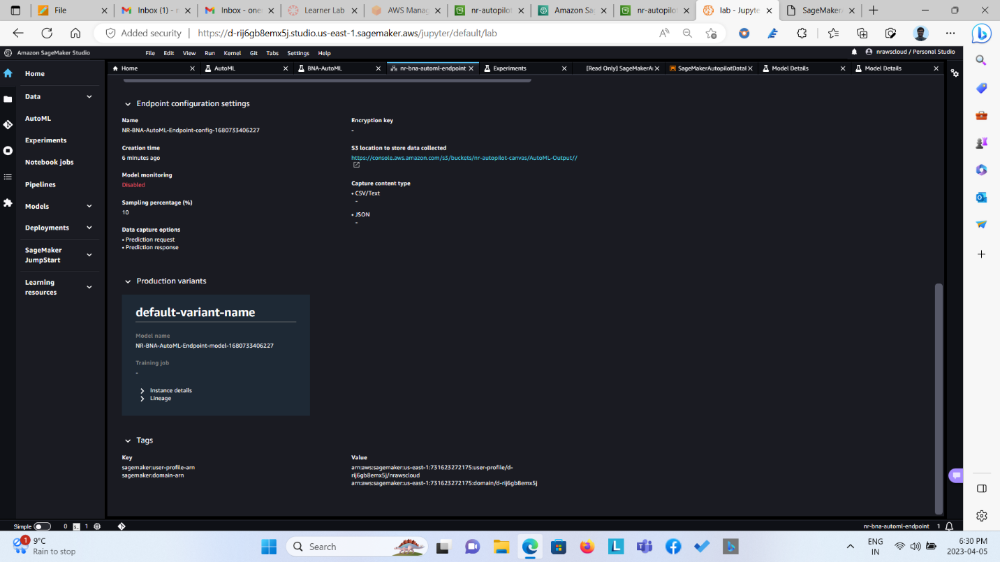 File
Inbox (1) - r
Inbox - one
Learner Lab
AWS Mana
nr-autopilot
Amazon Sa
nr-autopilot
lab - Jupyte
SageMaker
Added security
https://d-rij6gb8emx5j.studio.us-east-1.sagemaker.aws/jupyter/default/lab
Amazon SageMaker Studio
File Edit View Run Kernel Git Tabs Settings Help
nrawscloud / Personal Studio
Home
AutoML
BNA-AutoML
nr-bna-automl-endpoint
Experiments
[Read Only] SageMakerA
SageMakerAutopilotDatal
Model Details
Model Details
Home
Data
AutoML
Experiments
Notebook jobs
Pipelines
Models
Deployments
SageMaker
JumpStart
Learning
resources
Endpoint configuration settings
Name
NR-BNA-AutoML-Endpoint-config-1680733406227
Creation time
6 minutes ago
Model monitoring
Disabled
Sampling percentage (%)
10
Data capture options
• Prediction request
• Prediction response
Encryption key
-
S3 location to store data collected
https://console.aws.amazon.com/s3/buckets/nr-autopilot-canvas/AutoML-Output//
Capture content type
• CSV/Text
-
• JSON
-
Production variants
default-variant-name
Model name
NR-BNA-AutoML-Endpoint-model-1680733406227
Training job
-
Instance details
Lineage
Tags
Key
sagemaker:user-profile-arn
sagemaker:domain-arn
Value
arn:aws:sagemaker:us-east-1:731623272175:user-profile/d-
rij6gb8emx5j/nrawscloud
arn:aws:sagemaker:us-east-1:731623272175:domain/d-rij6gb8emx5j
Simple 0 1
nr-bna-automl-endpoint 1
1
9°C
Rain to stop
Search
ENG
IN
6:30 PM
2023-04-05